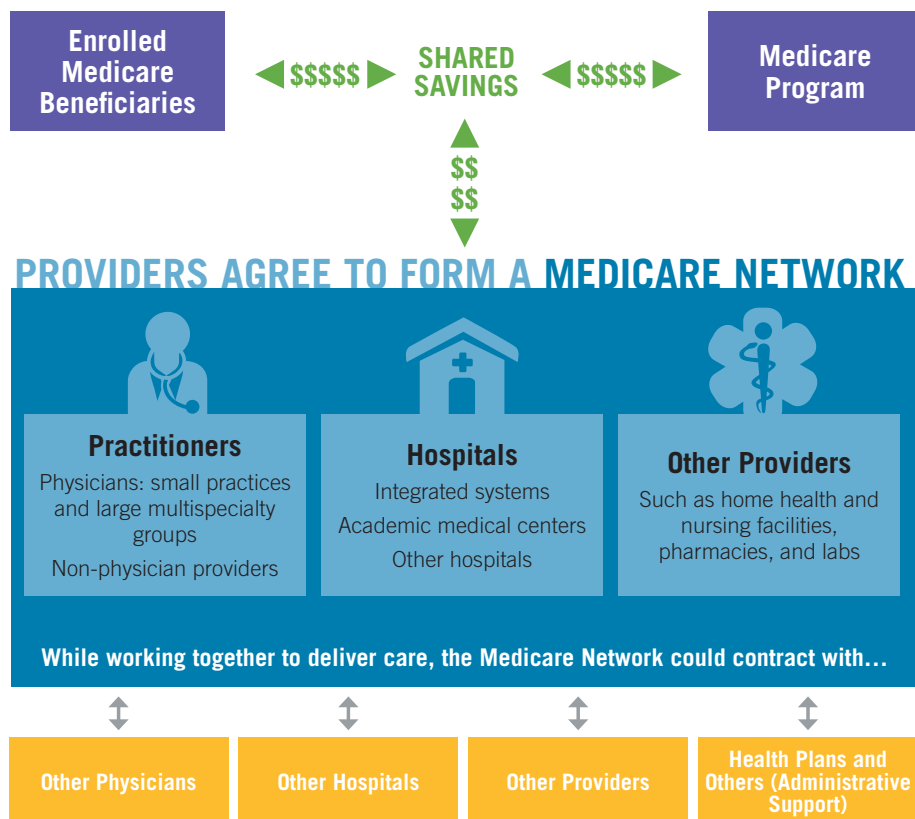 Enrolled
Medicare
Beneficiaries
$$$$$
SHARED
SAVINGS
$$$$$
Medicare
Program
$$
$$
PROVIDERS AGREE TO FORM A MEDICARE NETWORK
Practitioners
Physicians: small practices
and large multispecialty
groups
Non-physician providers
Hospitals
Integrated systems
Academic medical centers
Other hospitals
Other Providers
Such as home health and
nursing facilities,
pharmacies, and labs
While working together to deliver care, the Medicare Network could contract with…
Other Physicians
Other Hospitals
Other Providers
Health Plans and
Others (Administrative
Support)